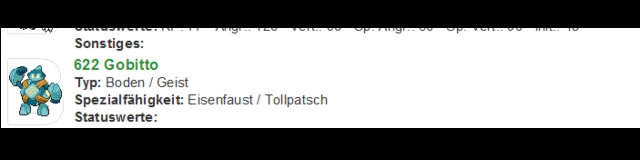 Sonstiges:
622 Gobitto
Typ: Boden / Geist
Spezialfähigkeit: Eisenfaust / Tollpatsch
Statuswerte: